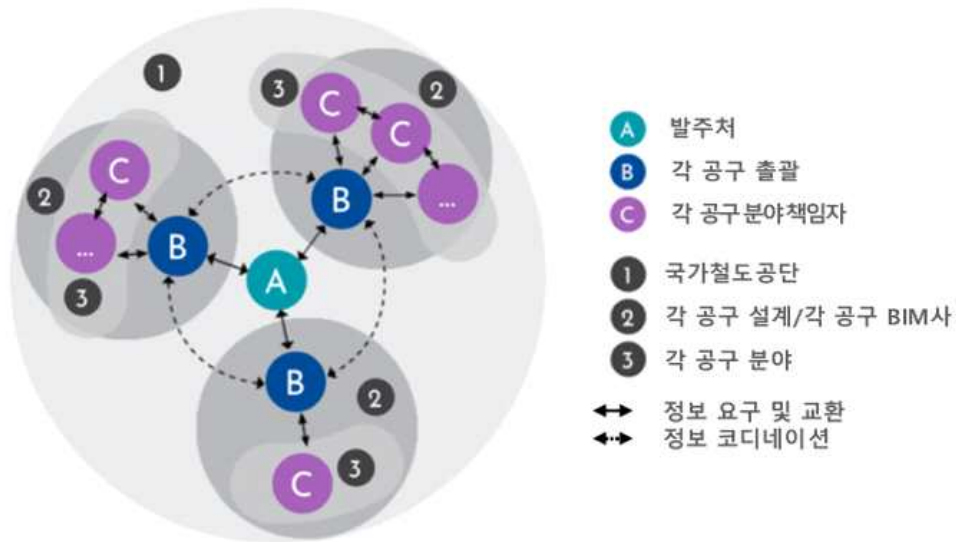 1
3
2
C
C
C
2
B
...
B
...
A
3
B
2
C
3
A 발주처
B 각 공구 촐괄
C 각 공구 분야 책임자
1 국가철도공단
2 각 공구 설계/각 공구 BIM사
3 각 공구 분야
정보 요구 및 교환
정보 코디네이션